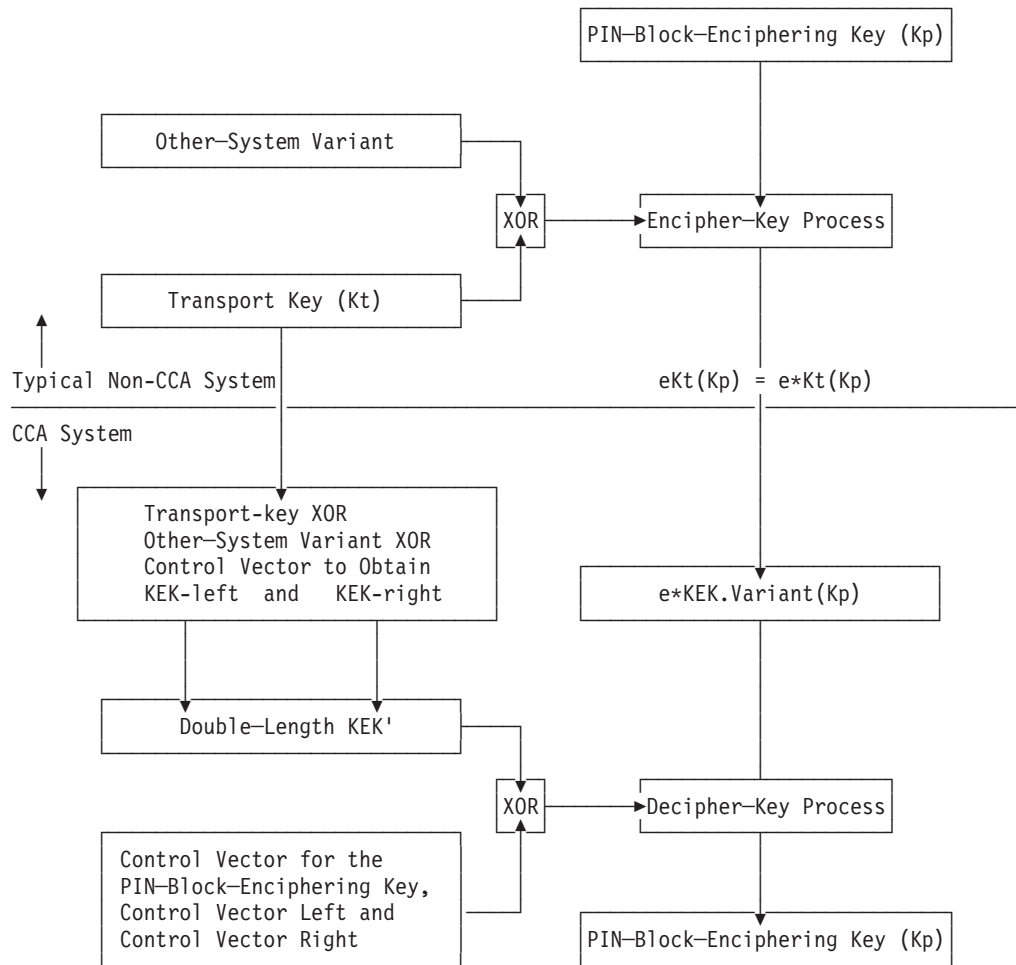 PIN—Block—Enciphering Key (Kp)
Other—System Variant
XOR
Encipher—Key Process
Transport Key (Kt)
Typical Non-CCA System
eKt(Kp) = e*Kt(Kp)
CCA System
Transport-key XOR
Other—System Variant XOR
Control Vector to Obtain
KEK-left and KEK-right
e*KEK.Variant(Kp)
Double—Length KEK'
XOR
Decipher—Key Process
Control Vector for the
PIN—Block—Enciphering Key,
Control Vector Left and
Control Vector Right
PIN—Block—Enciphering Key (Kp)